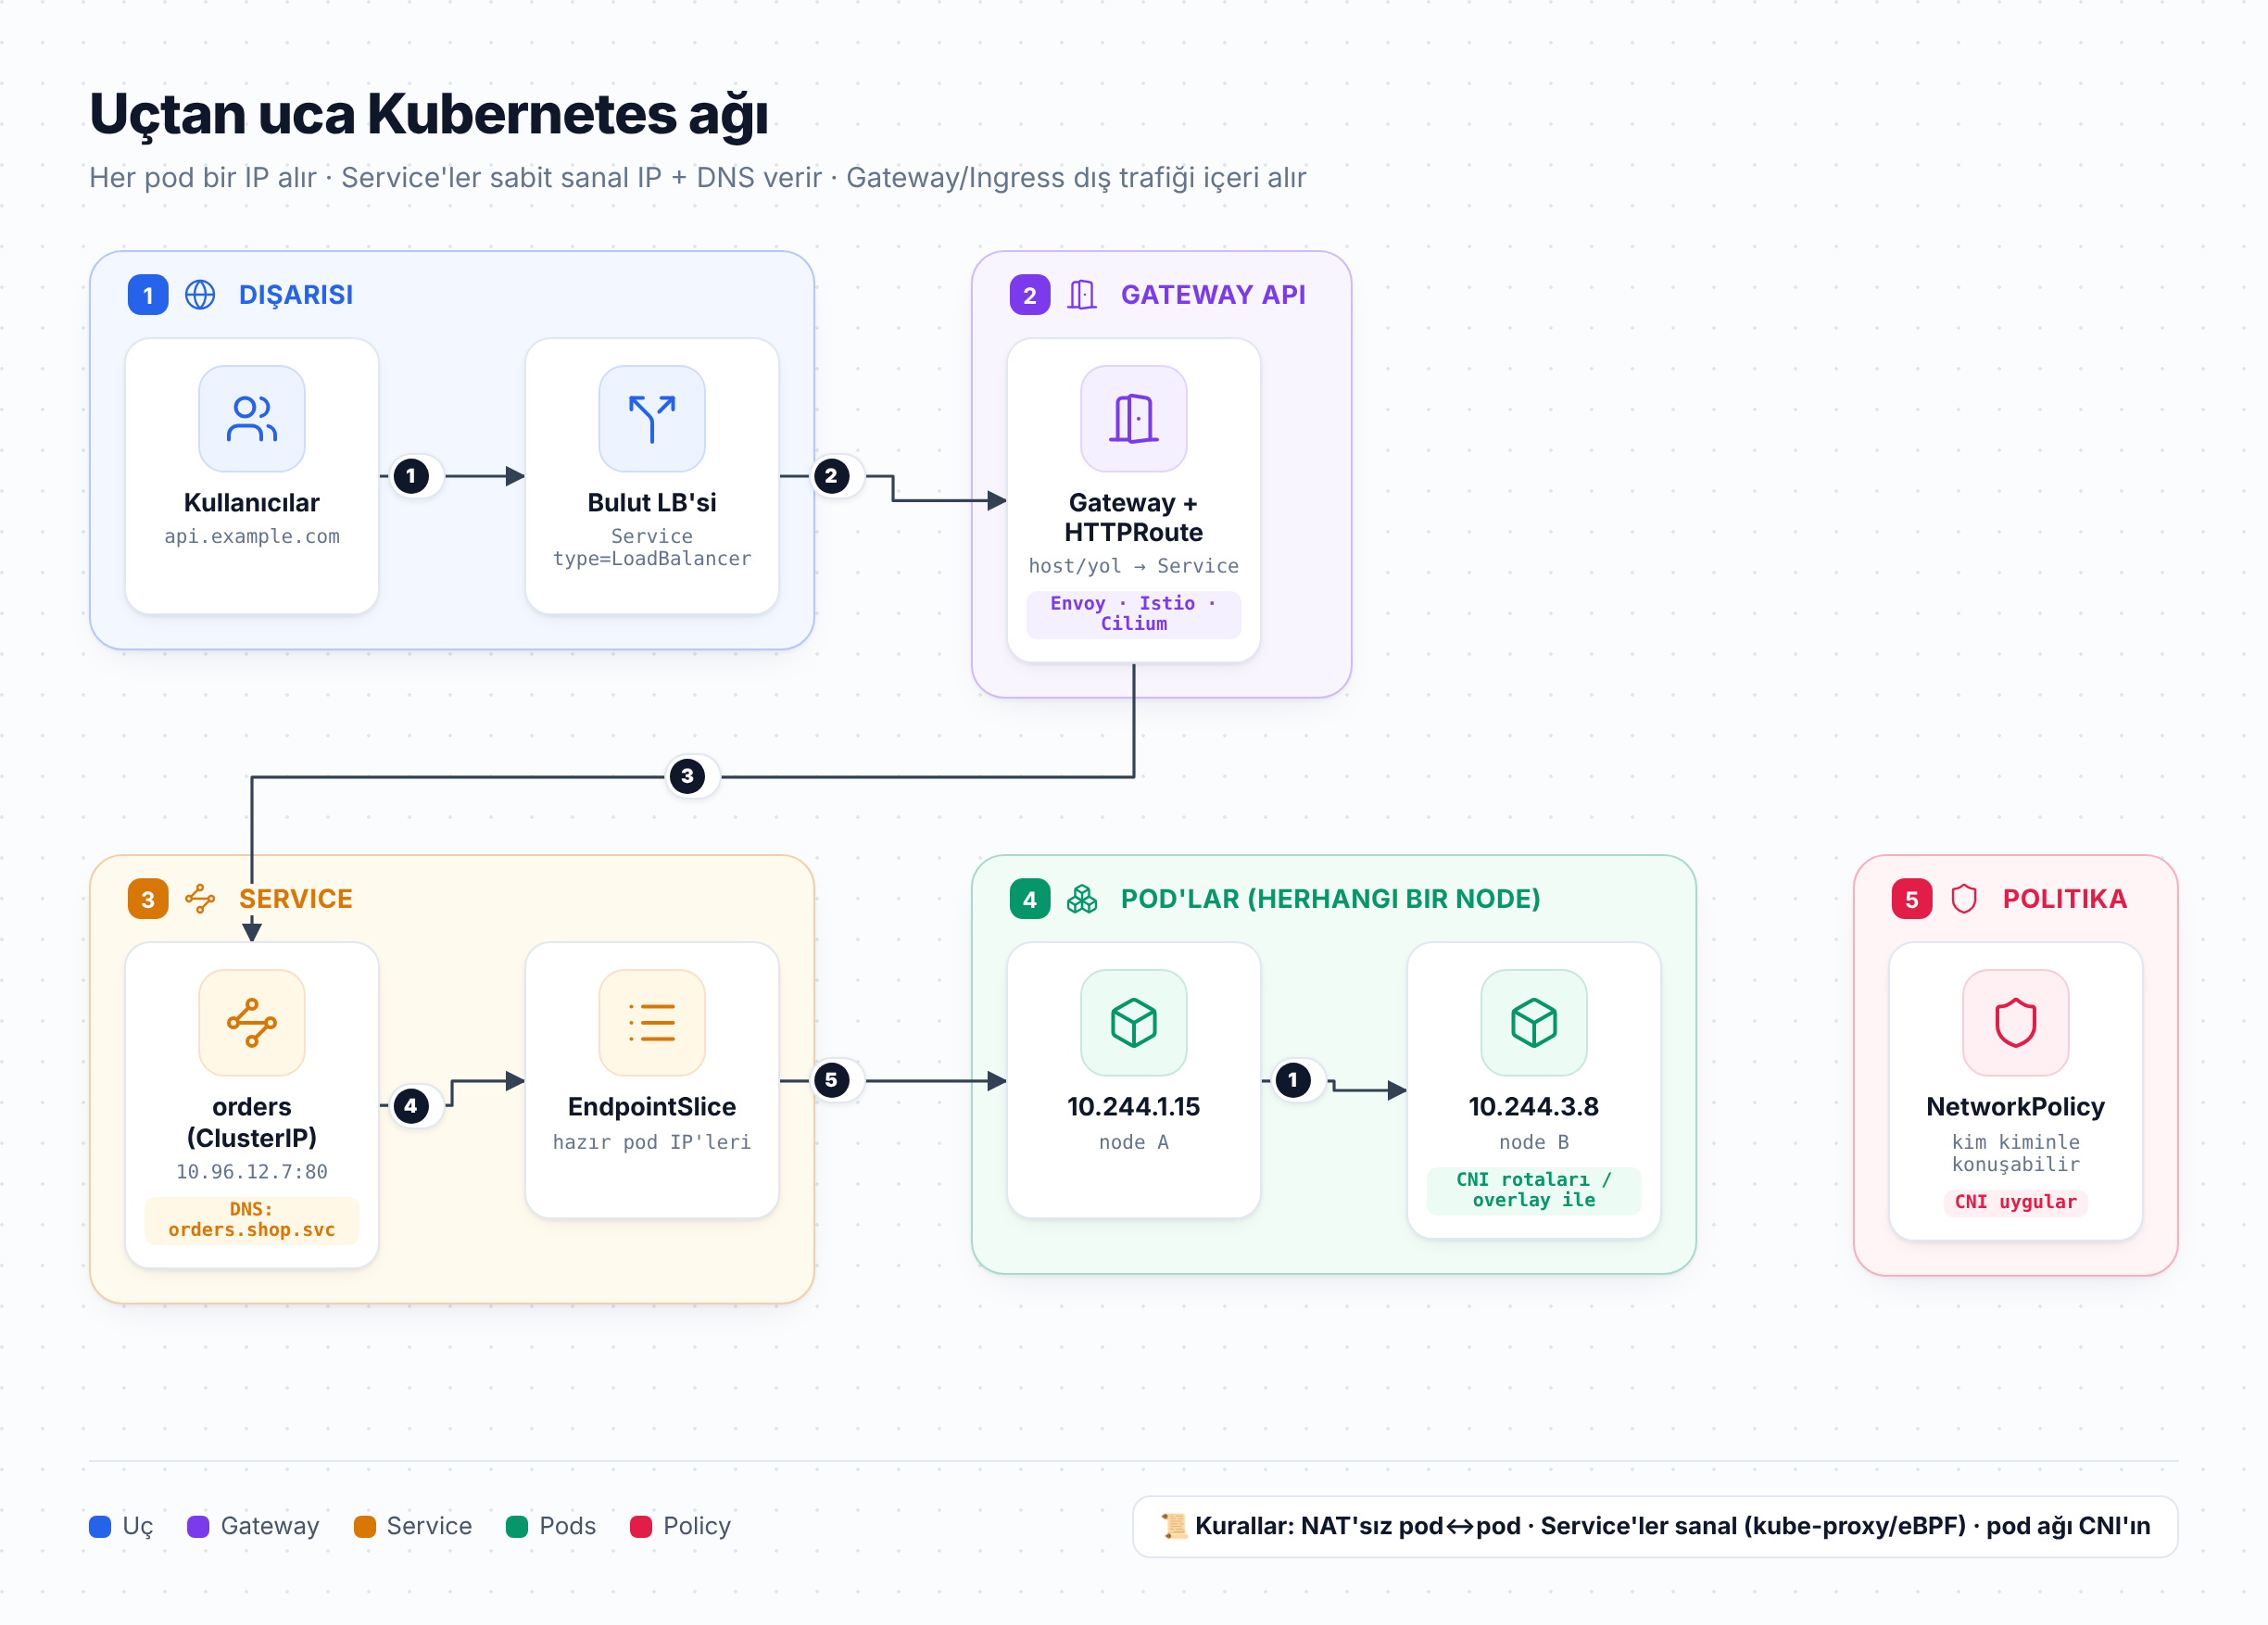 Uçtan uca Kubernetes ağı
Her pod bir IP alır · Service'ler sabit sanal IP + DNS verir · Gateway/Ingress dış trafiği içeri alır
1 DIŞARISI
Kullanıcılar
api.example.com
1
Bulut LB'si
Service
type=LoadBalancer
2
2 GATEWAY API
Gateway +
HTTPRoute
host/yol → Service
Envoy · Istio ·
Cilium
3
3 SERVICE
orders
(ClusterIP)
10.96.12.7:80
DNS:
orders.shop.svc
4
EndpointSlice
hazır pod IP'leri
5
4 POD'LAR (HERHANGI BIR NODE)
10.244.1.15
node A
1
10.244.3.8
node B
CNI rotaları /
overlay ile
5 POLITIKA
NetworkPolicy
kim kiminle
konuşabilir
CNI uygular
Uç
Gateway
Service
Pods
Policy
📜 Kurallar: NAT'sız pod↔pod · Service'ler sanal (kube-proxy/eBPF) · pod ağı CNI'ın